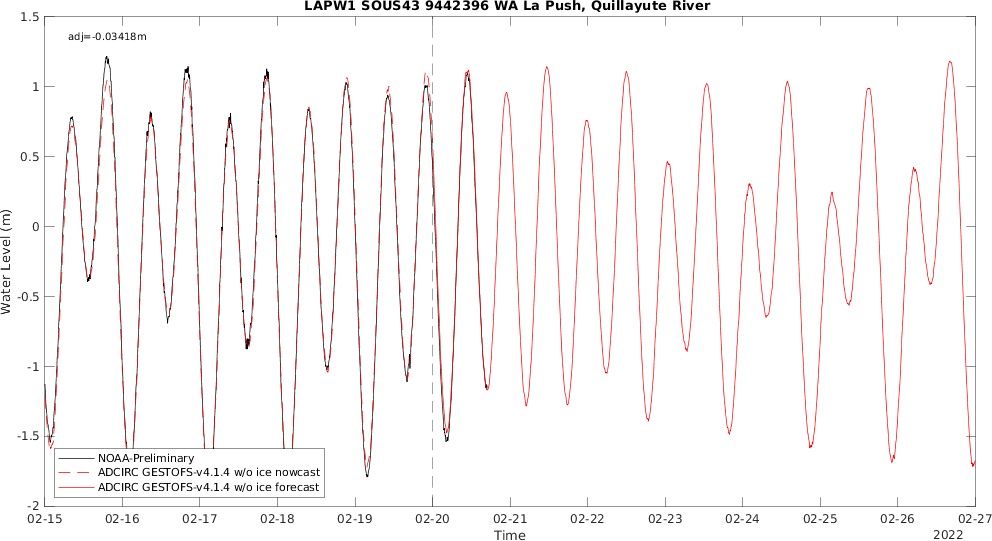 LAPW1 SOUS43 9442396 WA La Push, Quillayute River
adj=-0.03418m
1.5
1
0.5
0
-0.5
-1
-1.5
-2
Water Level (m)
NOAA-Preliminary
ADCIRC GESTOFS-v4.1.4 w/o ice nowcast
ADCIRC GESTOFS-v4.1.4 w/o ice forecast
02-15 02-16 02-17 02-18 02-19 02-20 02-21 02-22 02-23 02-24 02-25 02-26 02-27
Time
2022